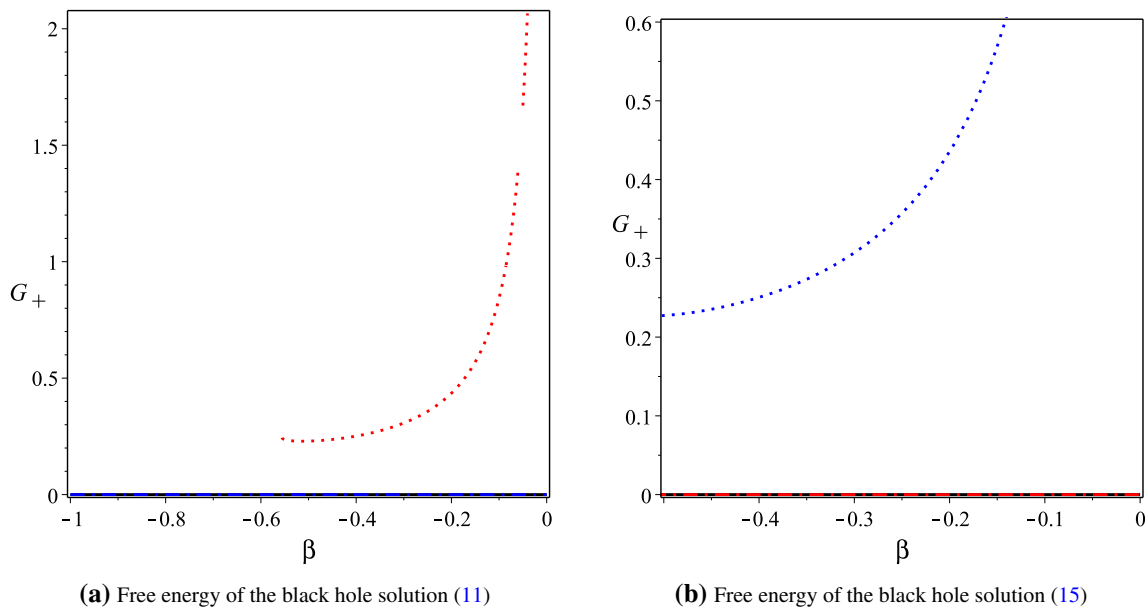 2
1.5
1
G+
0.5
0
−1 −0.8 −0.6 −0.4 −0.2 0
β
(a) Free energy of the black hole solution (11)
0.6
0.5
0.4
G+
0.3
0.2
0.1
0
−0.4 −0.3 −0.2 −0.1 0
β
(b) Free energy of the black hole solution (15)